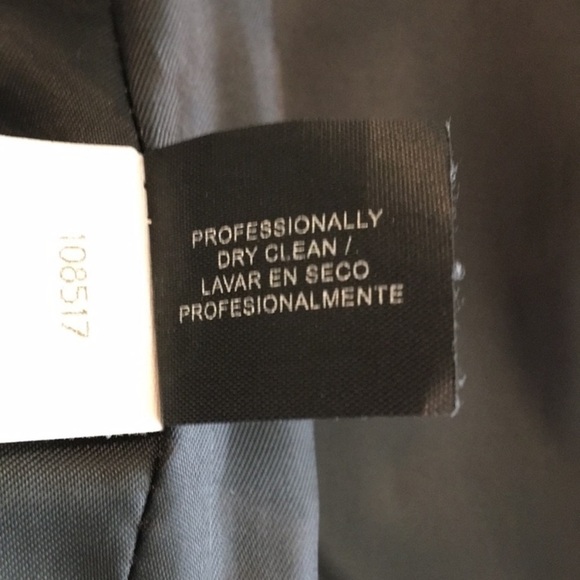 PROFESSIONALLY
DRY CLEAN /
LAVAR EN SECO
PROFESIONALMENTE
108517